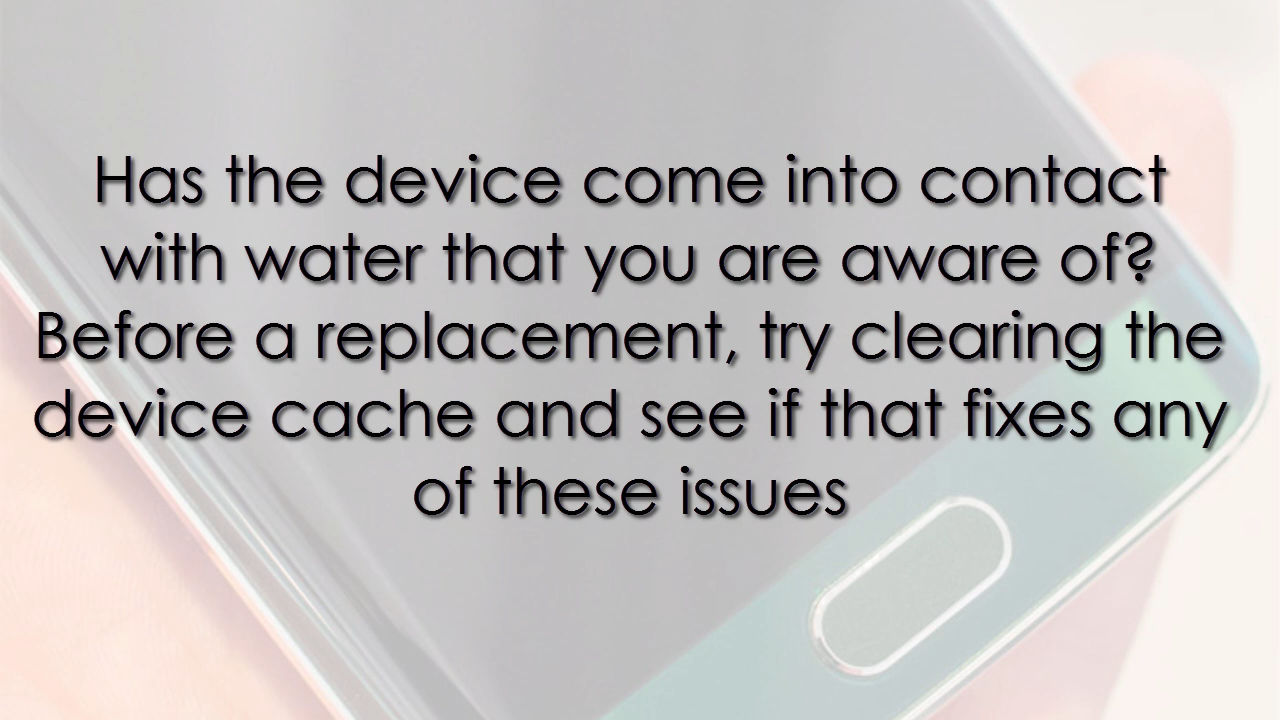 Has the device come into contact
with water that you are aware of?
Before a replacement, try clearing the
device cache and see if that fixes any
of these issues